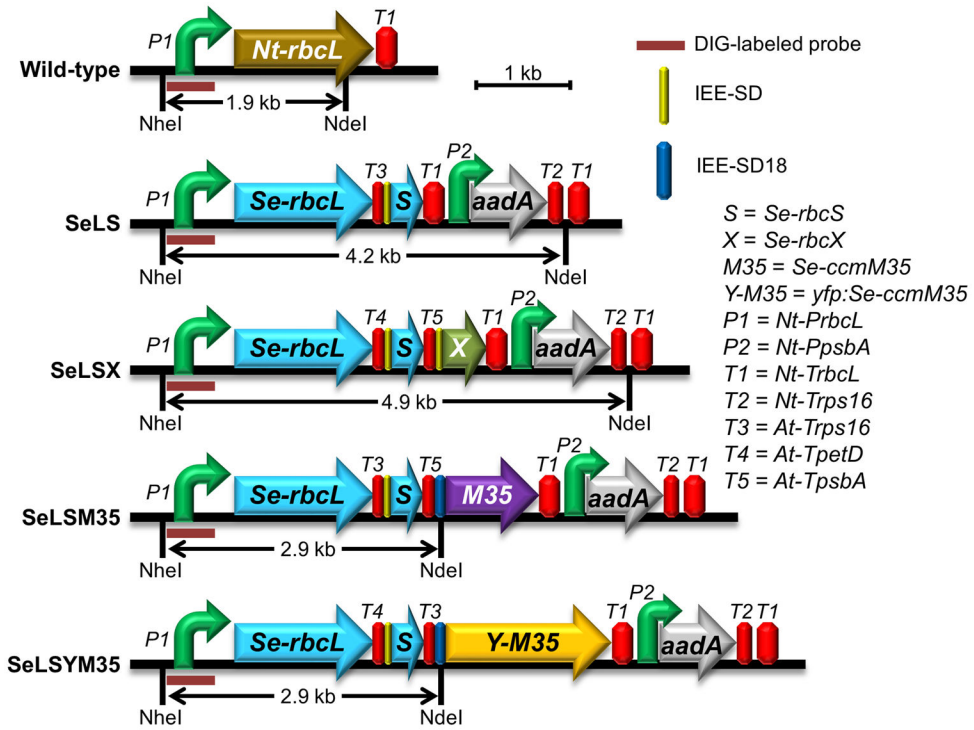 P1 Nt-rbcL T1
Wild-type
1.9 kb
NheI NdeI
1 kb
DIG-labeled probe
IEE-SD
IEE-SD18
P1 Se-rbcL T3 S T1 P2 aadA T2 T1
SeLS
4.2 kb
NheI NdeI
P1 Se-rbcL T4 S T5 X T1 P2 aadA T2 T1
SeLSX
4.9 kb
NheI NdeI
P1 Se-rbcL T3 S T5 M35 T1 P2 aadA T2 T1
SeLSM35
2.9 kb
NheI NdeI
P1 Se-rbcL T4 S T3 Y-M35 T1 P2 aadA T2 T1
SeLSYM35
2.9 kb
NheI NdeI
S = Se-rbcS
X = Se-rbcX
M35 = Se-ccmM35
Y-M35 = yfp:Se-ccmM35
P1 = Nt-PrbcL
P2 = Nt-PpsbA
T1 = Nt-TrbcL
T2 = Nt-Trps16
T3 = At-Trps16
T4 = At-TpetD
T5 = At-TpsbA